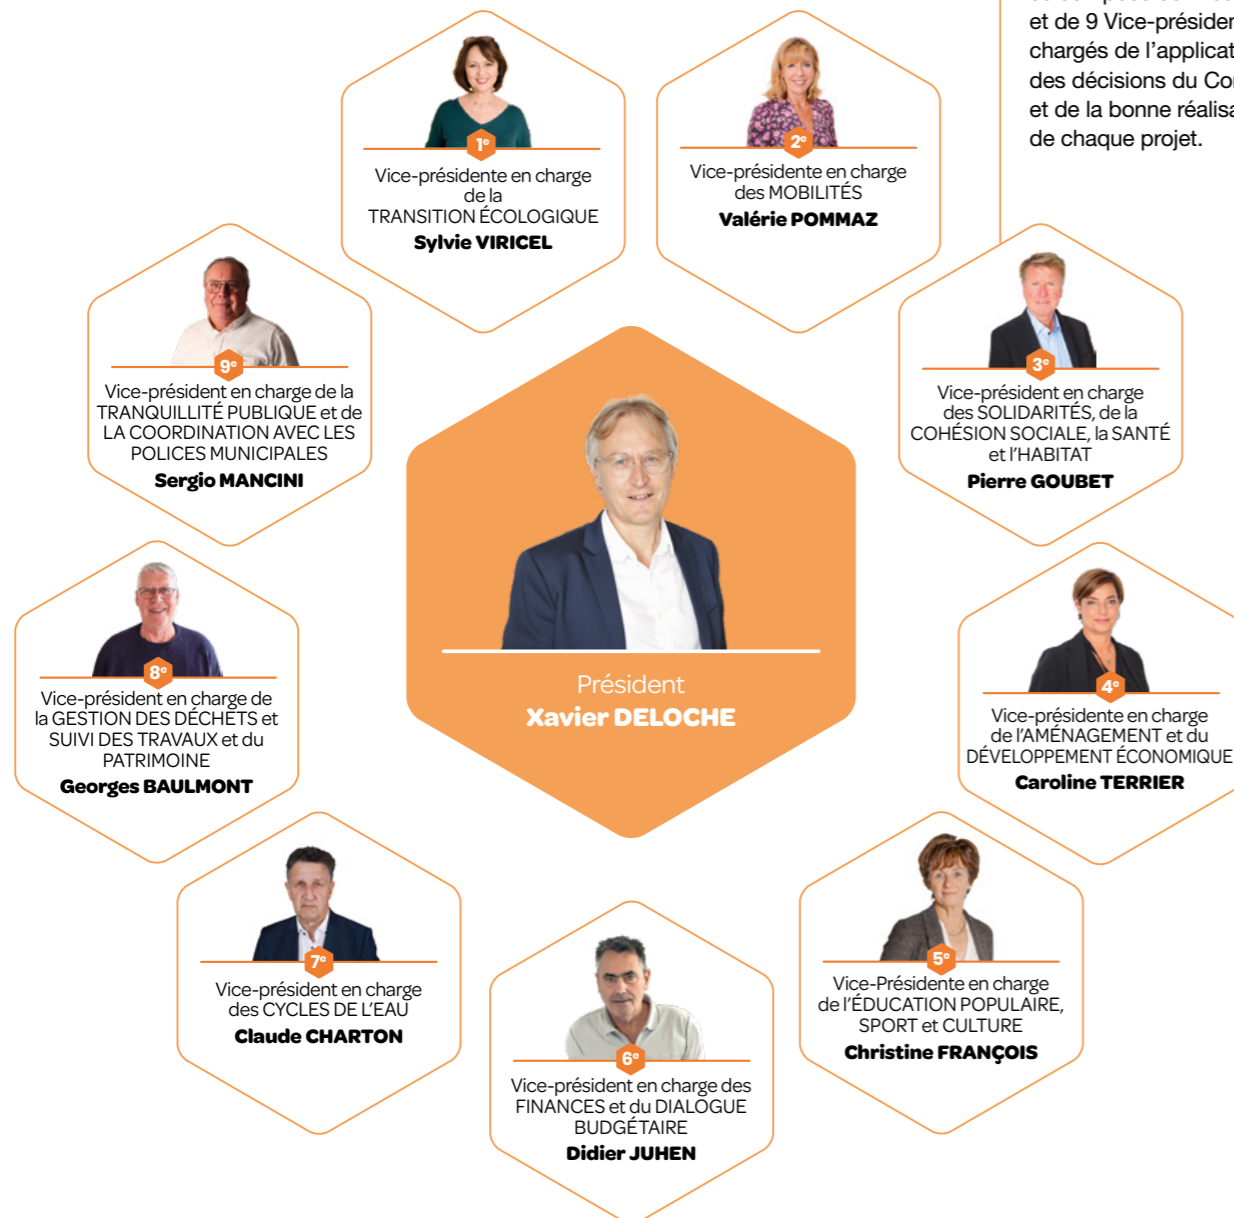 et de 9 Vice-président
chargés de l'applicat
des décisions du Con
et de la bonne réalisa
de chaque projet.
1e
Vice-présidente en charge
de la
TRANSITION ÉCOLOGIQUE
Sylvie VIRICEL
2e
Vice-présidente en charge
des MOBILITÉS
Valérie POMMAZ
3e
Vice-président en charge
des SOLIDARITÉS, de la
COHÉSION SOCIALE, la SANTÉ
et l'HABITAT
Pierre GOUBET
4e
Vice-présidente en charge
de l'AMÉNAGEMENT et du
DÉVELOPPEMENT ÉCONOMIQUE
Caroline TERRIER
5e
Vice-Présidente en charge
de l'ÉDUCATION POPULAIRE,
SPORT et CULTURE
Christine FRANÇOIS
6e
Vice-président en charge des
FINANCES et du DIALOGUE
BUDGÉTAIRE
Didier JUHEN
7e
Vice-président en charge
des CYCLES DE L'EAU
Claude CHARTON
8e
Vice-président en charge de
la GESTION DES DÉCHETS et
SUIVI DES TRAVAUX et du
PATRIMOINE
Georges BAULMONT
9e
Vice-président en charge de la
TRANQUILLITÉ PUBLIQUE et de
LA COORDINATION AVEC LES
POLICES MUNICIPALES
Sergio MANCINI
Président
Xavier DELOCHE